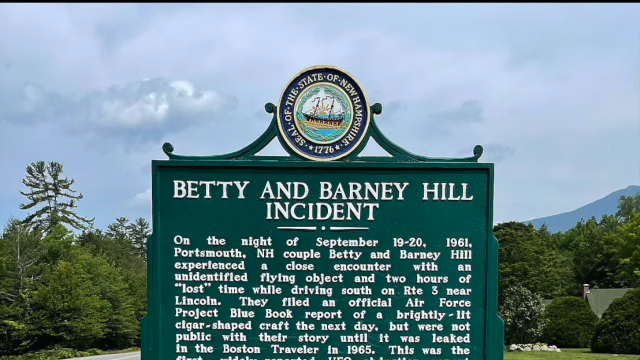 SEAL·OF·THE·STATE·OF·NEW HAMPSHIRE·
★1776★
BETTY AND BARNEY HILL
INCIDENT
On the night of September 19-20, 1961,
Portsmouth, NH couple Betty and Barney Hill
experienced a close encounter with an
unidentified flying object and two hours of
"lost" time while driving south on Rte 3 near
Lincoln. They filed an official Air Force
Project Blue Book report of a brightly-lit
cigar-shaped craft the next day, but were not
public with their story until it was leaked
in the Boston Traveler in 1965. This was the
first